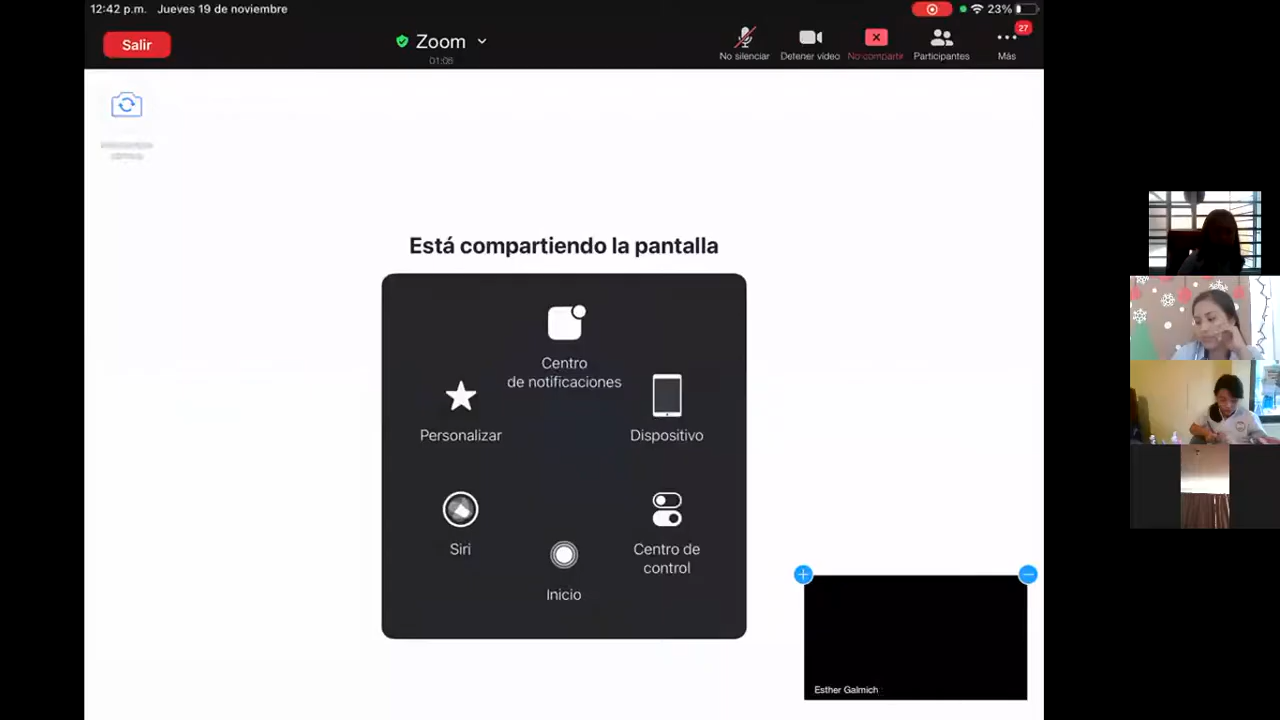 12:42 p.m. Jueves 19 de noviembre
23%
Salir
Zoom
01:08
No silenciar
Detener vídeo
No compartir
Participantes
27
Más
Está compartiendo la pantalla
Centro
de notificaciones
Personalizar
Dispositivo
Siri
Centro de
control
Inicio
Esther Galmich